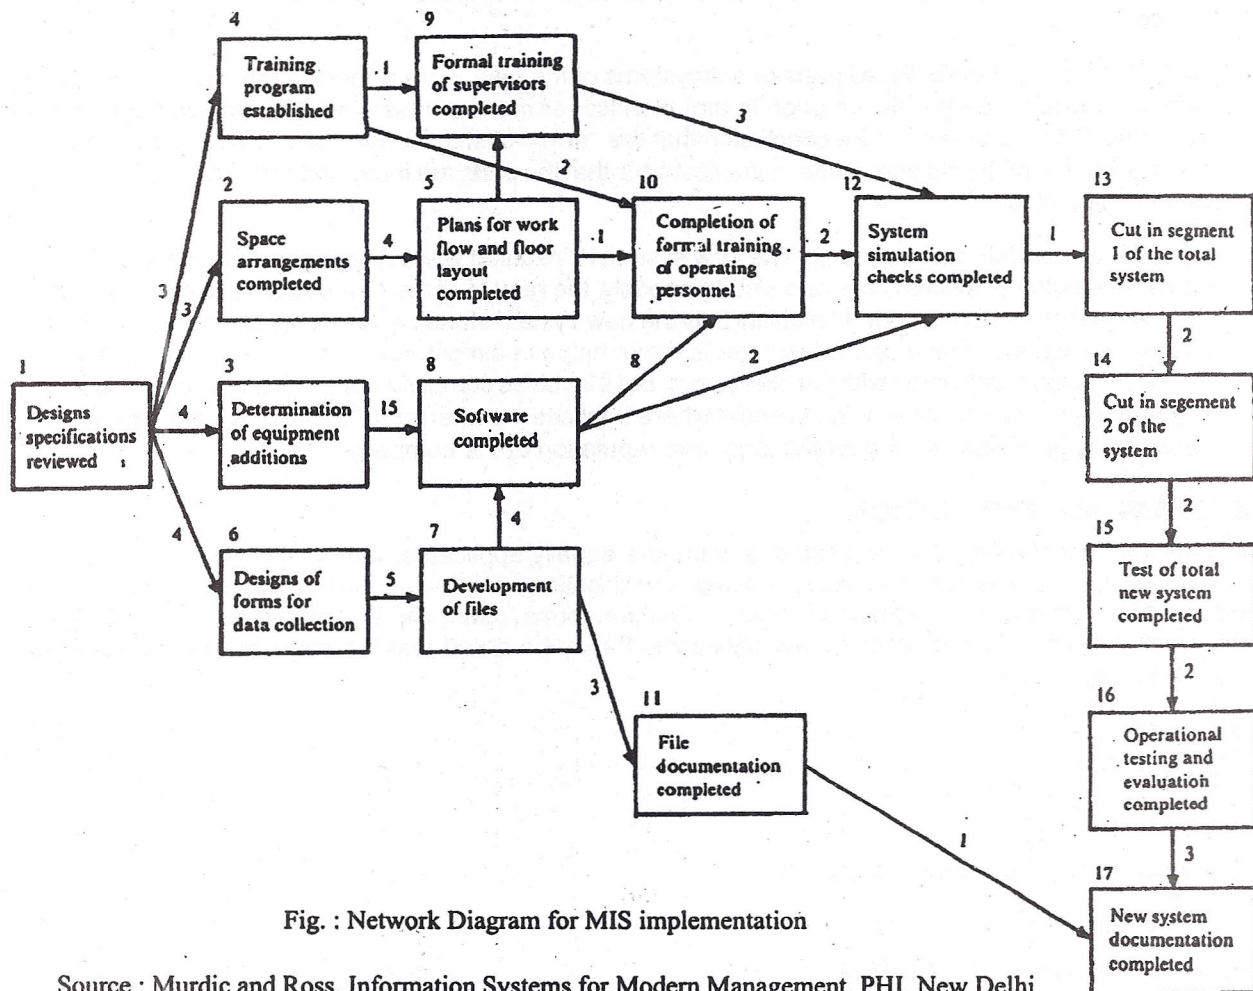 ce
4
Training
program
established
1
9
Formal training
of supervisors
completed
3
2
2
Space
arrangements
completed
4
5
Plans for work
flow and floor
layout
completed
1
10
Completion of
formal training
of operating
personnel
2
12
System
simulation
checks completed
1
13
Cut in segment
1 of the total
system
2
3
3
1
Designs
specifications
reviewed
4
3
Determination
of equipment
additions
15
8
Software
completed
8
2
14
Cut in segement
2 of the
system
2
4
6
Designs of
forms for
data collection
5
7
Development
of files
4
15
Test of total
new system
completed
2
3
11
File
documentation
completed
1
16
Operational
testing and
evaluation
completed
3
17
New system
documentation
completed
Fig. : Network Diagram for MIS implementation
Source : Murdic and Ross, Information Systems for Modern Management, PHI, New Delhi